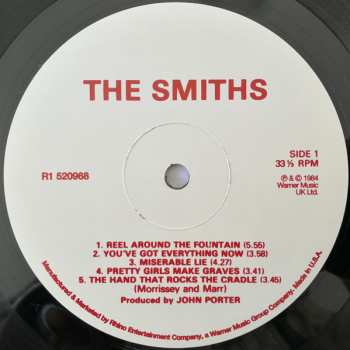 THE SMITHS
R1 520968
SIDE 1
33⅓ RPM
℗ & © 1984
Warner Music
UK Ltd.
1. REEL AROUND THE FOUNTAIN (5.55)
2. YOU'VE GOT EVERYTHING NOW (3.58)
3. MISERABLE LIE (4.27)
4. PRETTY GIRLS MAKE GRAVES (3.41)
5. THE HAND THAT ROCKS THE CRADLE (3.45)
(Morrissey and Marr)
Produced by JOHN PORTER
Manufactured & Marketed by Rhino Entertainment Company, a Warner Music Group Company. Made in U.S.A.